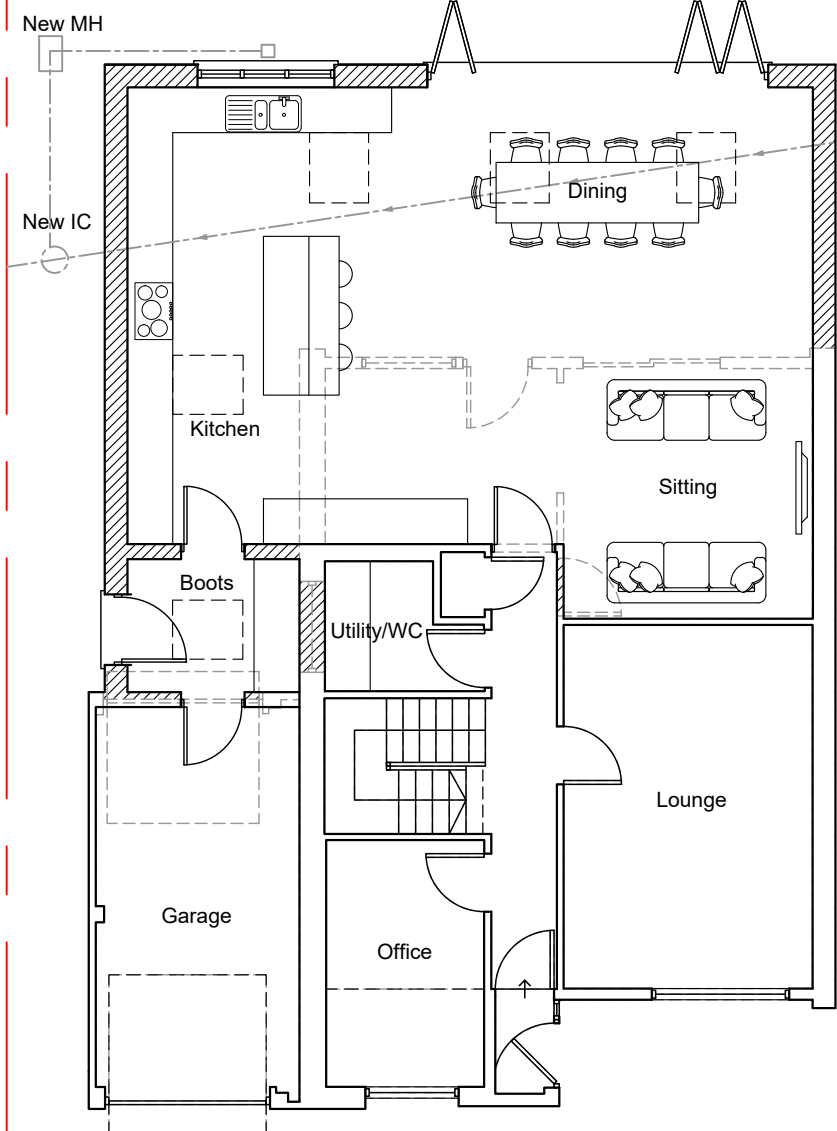 New MH
New IC
Dining
Kitchen
Sitting
Boots
Utility/WC
Lounge
Garage
Office